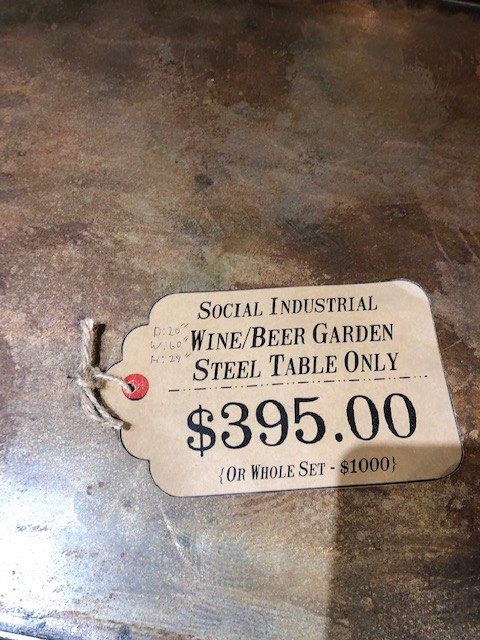 SOCIAL INDUSTRIAL
D: 20"
WINE/BEER GARDEN
W: 60"
STEEL TABLE ONLY
H: 29"
$395.00
{OR WHOLE SET - $1000}